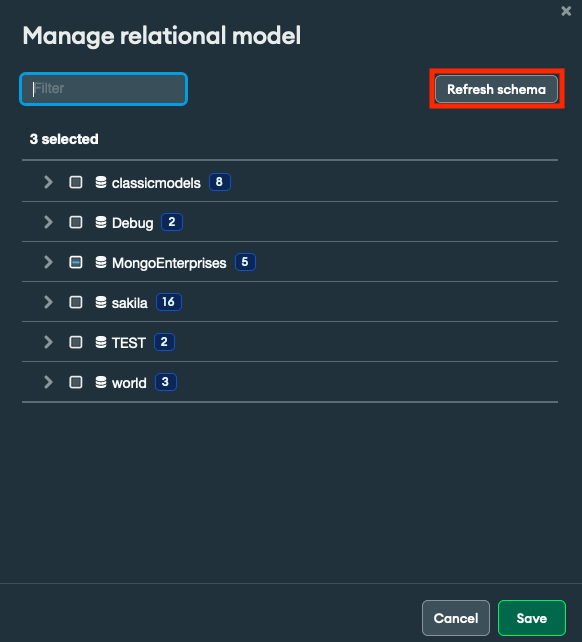 Manage relational model
Filter
Refresh schema
3 selected
classicmodels 8
Debug 2
MongoEnterprises 5
sakila 16
TEST 2
world 3
Cancel
Save